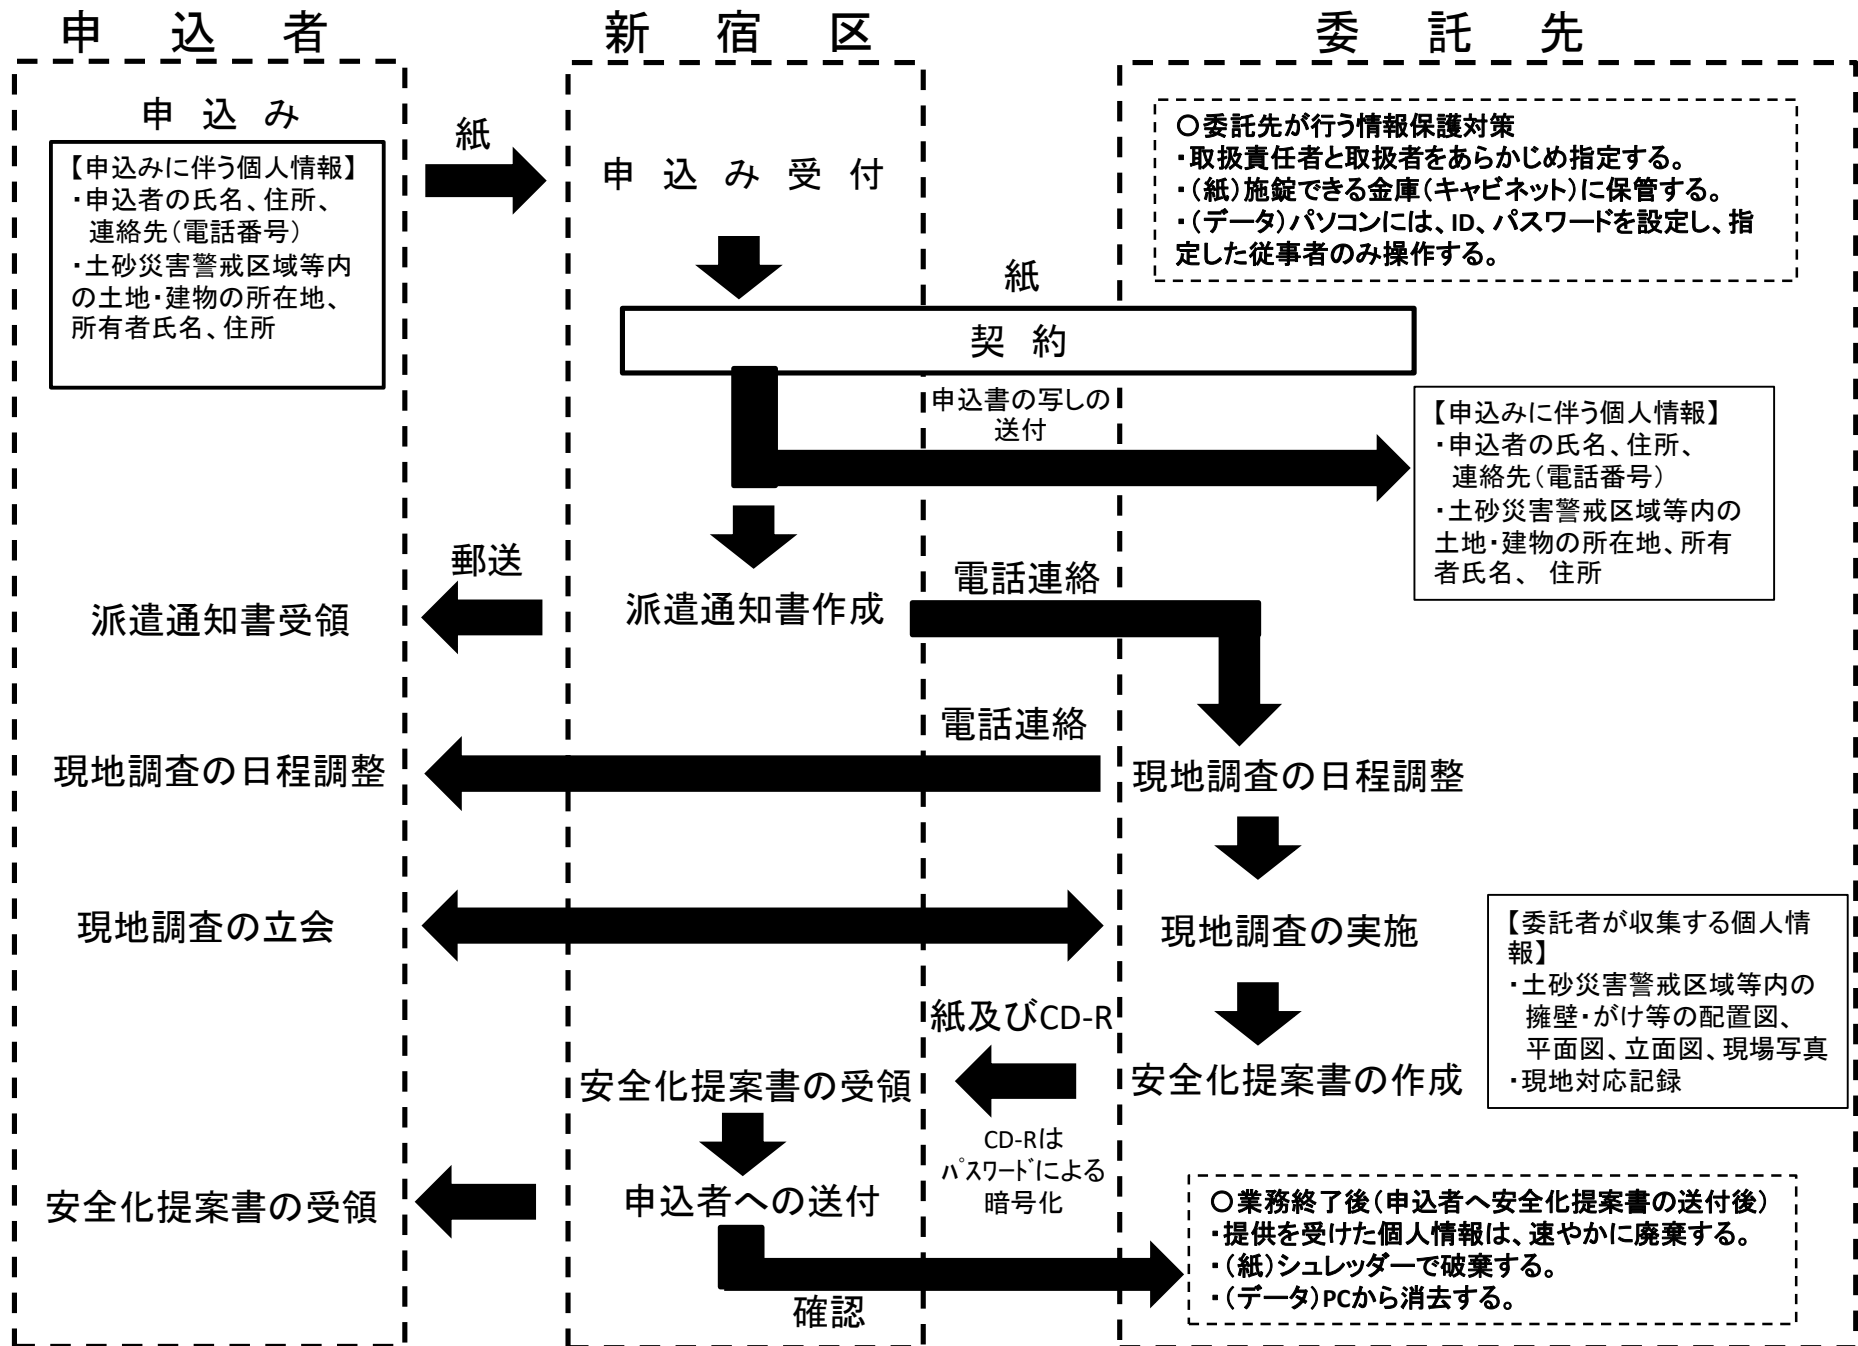 申　込　者
新　宿　区
委　託　先
申　込　み
【申込みに伴う個人情報】
・申込者の氏名、住所、
連絡先(電話番号)
・土砂災害警戒区域等内
の土地・建物の所在地、
所有者氏名、住所
紙
申　込　み　受　付
○委託先が行う情報保護対策
・取扱責任者と取扱者をあらかじめ指定する。
・(紙)施錠できる金庫(キャビネット)に保管する。
・(データ)パソコンには、ID、パスワードを設定し、指
定した従事者のみ操作する。
紙
契　約
申込書の写しの
送付
【申込みに伴う個人情報】
・申込者の氏名、住所、
連絡先(電話番号)
・土砂災害警戒区域等内の
土地・建物の所在地、所有
者氏名、　住所
郵送
派遣通知書受領
派遣通知書作成
電話連絡
電話連絡
現地調査の日程調整
現地調査の日程調整
現地調査の立会
現地調査の実施
【委託者が収集する個人情
報】
・土砂災害警戒区域等内の
擁壁・がけ等の配置図、
平面図、立面図、現場写真
・現地対応記録
紙及びCD-R
安全化提案書の受領
安全化提案書の作成
CD-Rは
ﾊﾟｽﾜｰﾄﾞによる
暗号化
安全化提案書の受領
申込者への送付
確認
○業務終了後(申込者へ安全化提案書の送付後)
・提供を受けた個人情報は、速やかに廃棄する。
・(紙)シュレッダーで破棄する。
・(データ)PCから消去する。